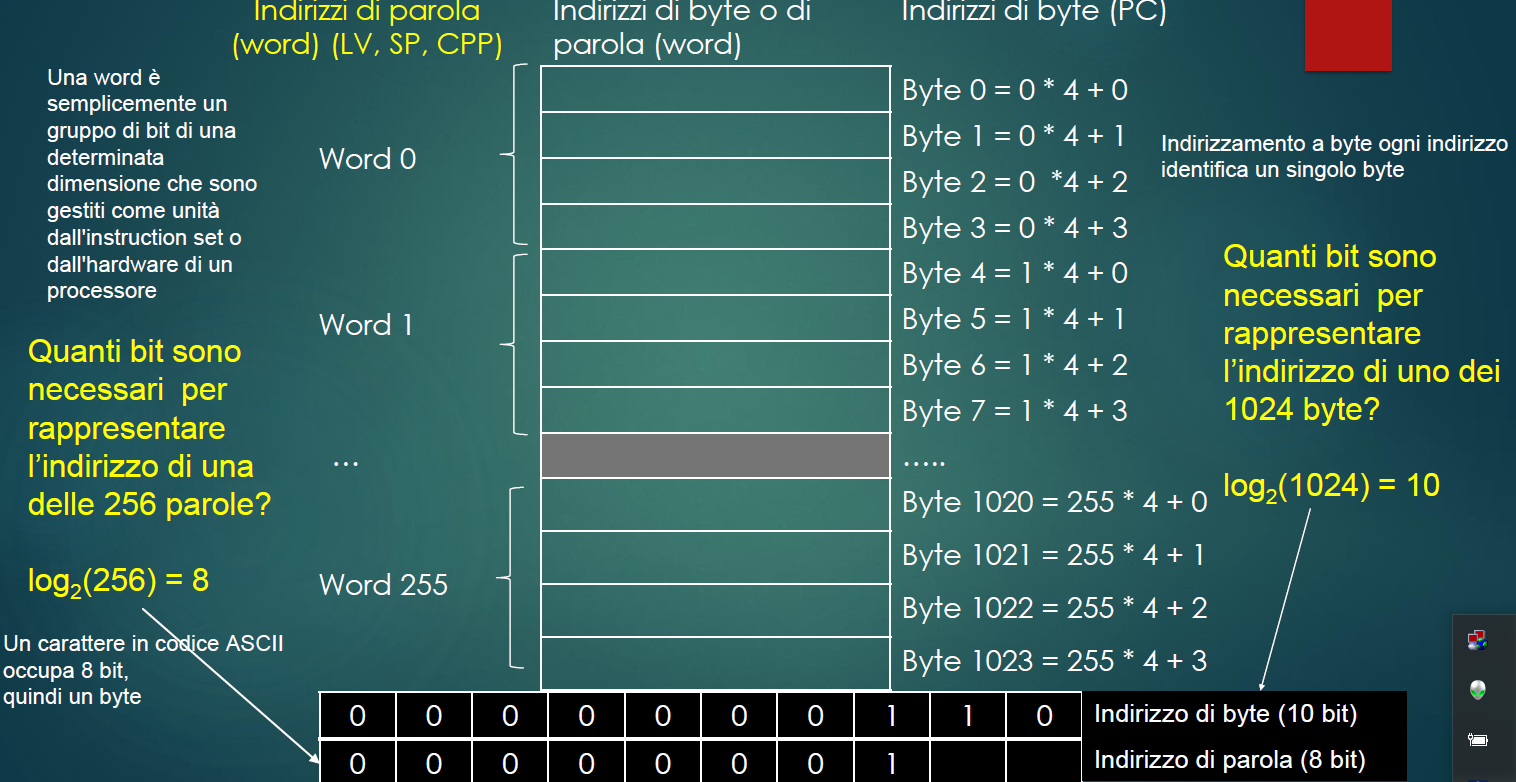 Indirizzi di parola
(word) (LV, SP, CPP)
Indirizzi di byte o di
parola (word)
Indirizzi di byte (PC)
Una word è
semplicemente un
gruppo di bit di una
determinata
dimensione che sono
gestiti come unità
dall'instruction set o
dall'hardware di un
processore
Quanti bit sono
necessari  per
rappresentare
l'indirizzo di una
delle 256 parole?
log₂(256) = 8
Un carattere in codice ASCII
occupa 8 bit,
quindi un byte
Word 0
Word 1
…
Word 255
Byte 0 = 0 * 4 + 0
Byte 1 = 0 * 4 + 1
Byte 2 = 0  *4 + 2
Byte 3 = 0 * 4 + 3
Byte 4 = 1 * 4 + 0
Byte 5 = 1 * 4 + 1
Byte 6 = 1 * 4 + 2
Byte 7 = 1 * 4 + 3
…..
Byte 1020 = 255 * 4 + 0
Byte 1021 = 255 * 4 + 1
Byte 1022 = 255 * 4 + 2
Byte 1023 = 255 * 4 + 3
Indirizzamento a byte ogni indirizzo
identifica un singolo byte
Quanti bit sono
necessari  per
rappresentare
l'indirizzo di uno dei
1024 byte?
log₂(1024) = 10
0 0 0 0 0 0 0 1 1 0 Indirizzo di byte (10 bit)
0 0 0 0 0 0 0 1 Indirizzo di parola (8 bit)